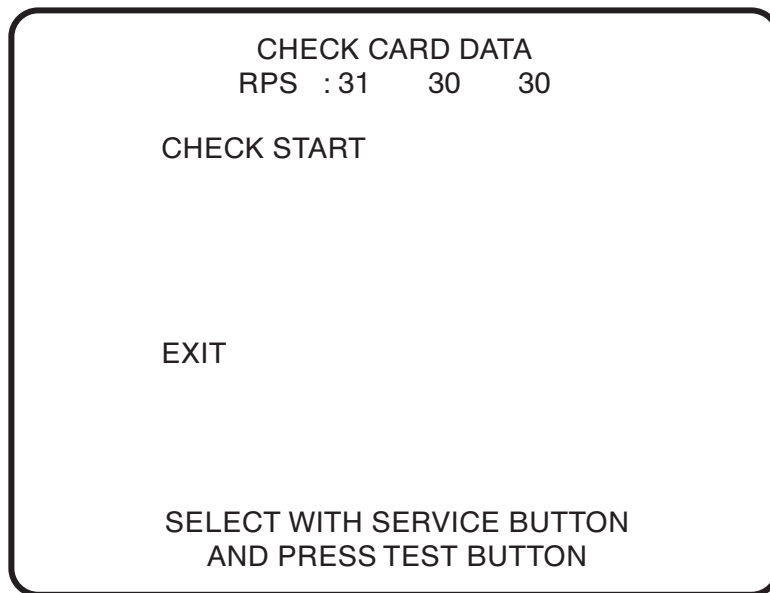 CHECK CARD DATA
RPS : 31 30 30
CHECK START
EXIT
SELECT WITH SERVICE BUTTON
AND PRESS TEST BUTTON